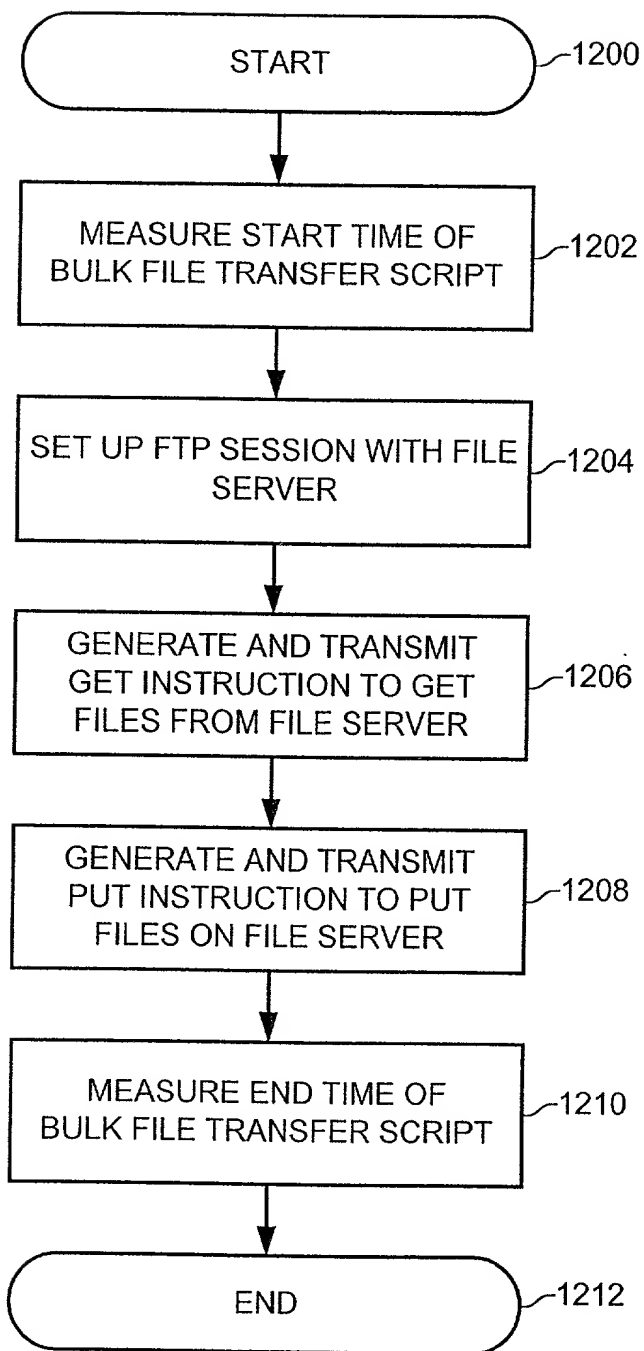 START
1200
MEASURE START TIME OF
BULK FILE TRANSFER SCRIPT
1202
SET UP FTP SESSION WITH FILE
SERVER
1204
GENERATE AND TRANSMIT
GET INSTRUCTION TO GET
FILES FROM FILE SERVER
1206
GENERATE AND TRANSMIT
PUT INSTRUCTION TO PUT
FILES ON FILE SERVER
1208
MEASURE END TIME OF
BULK FILE TRANSFER SCRIPT
1210
END
1212